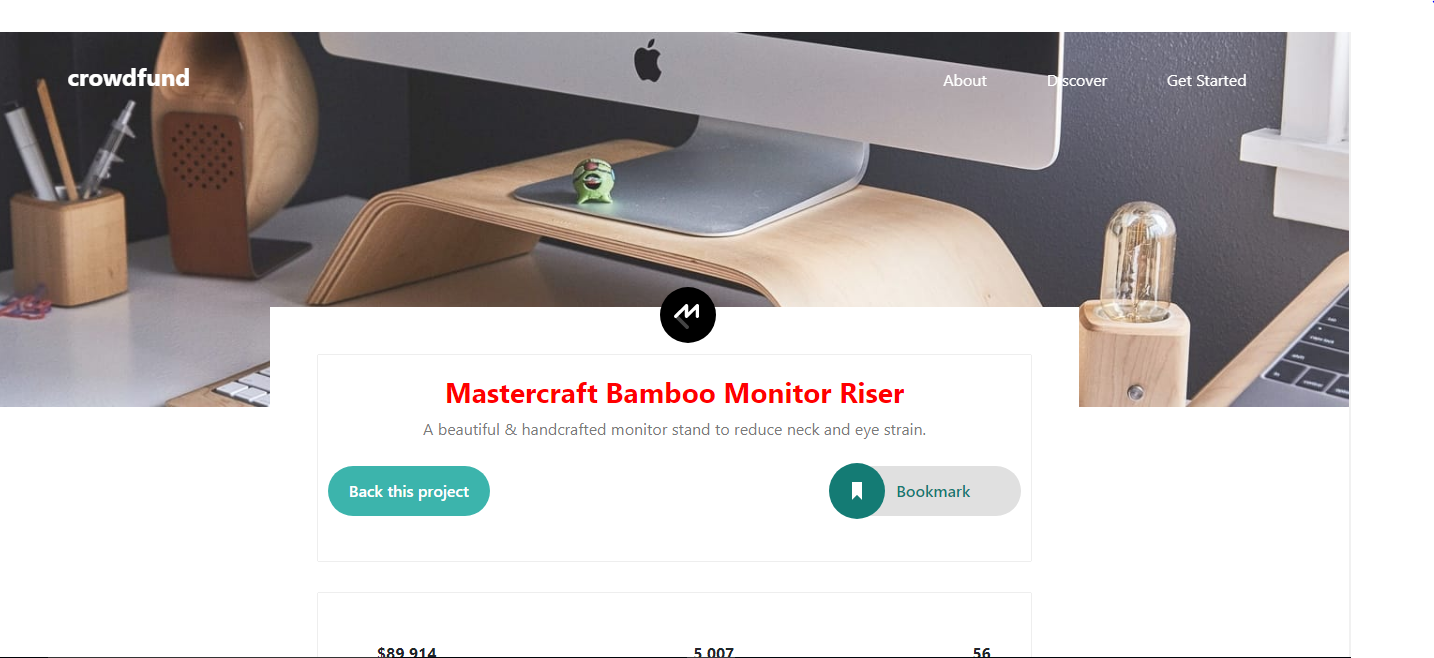 crowdfund
About Discover Get Started
Mastercraft Bamboo Monitor Riser
A beautiful & handcrafted monitor stand to reduce neck and eye strain.
Back this project
Bookmark
$89,914 5,007 56